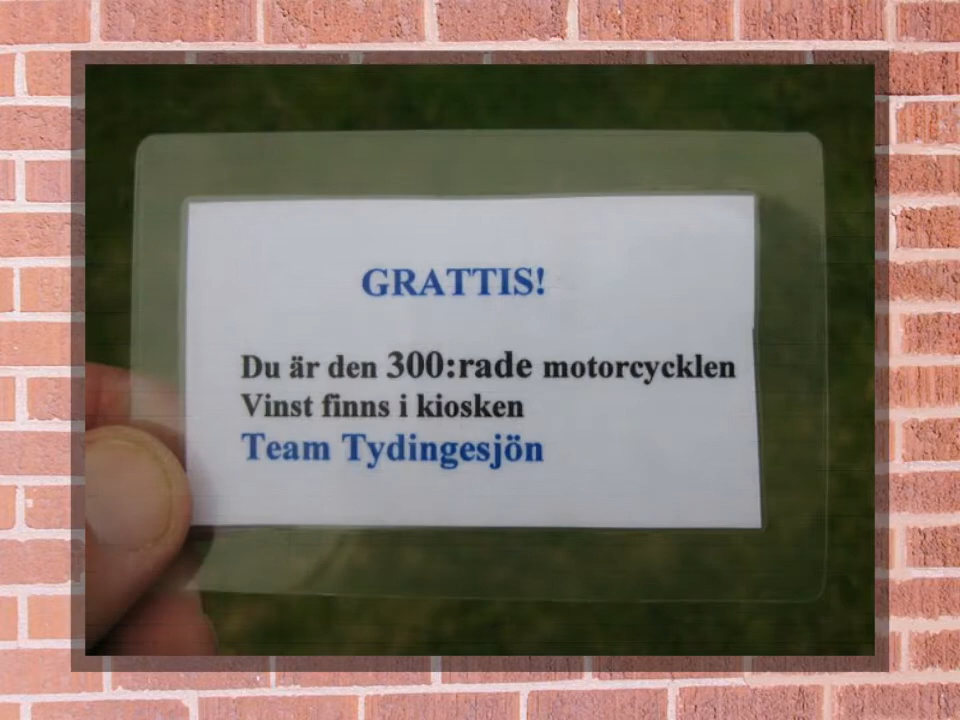 GRATTIS!
Du är den 300:rade motorcycklen
Vinst finns i kiosken
Team Tydingesjön